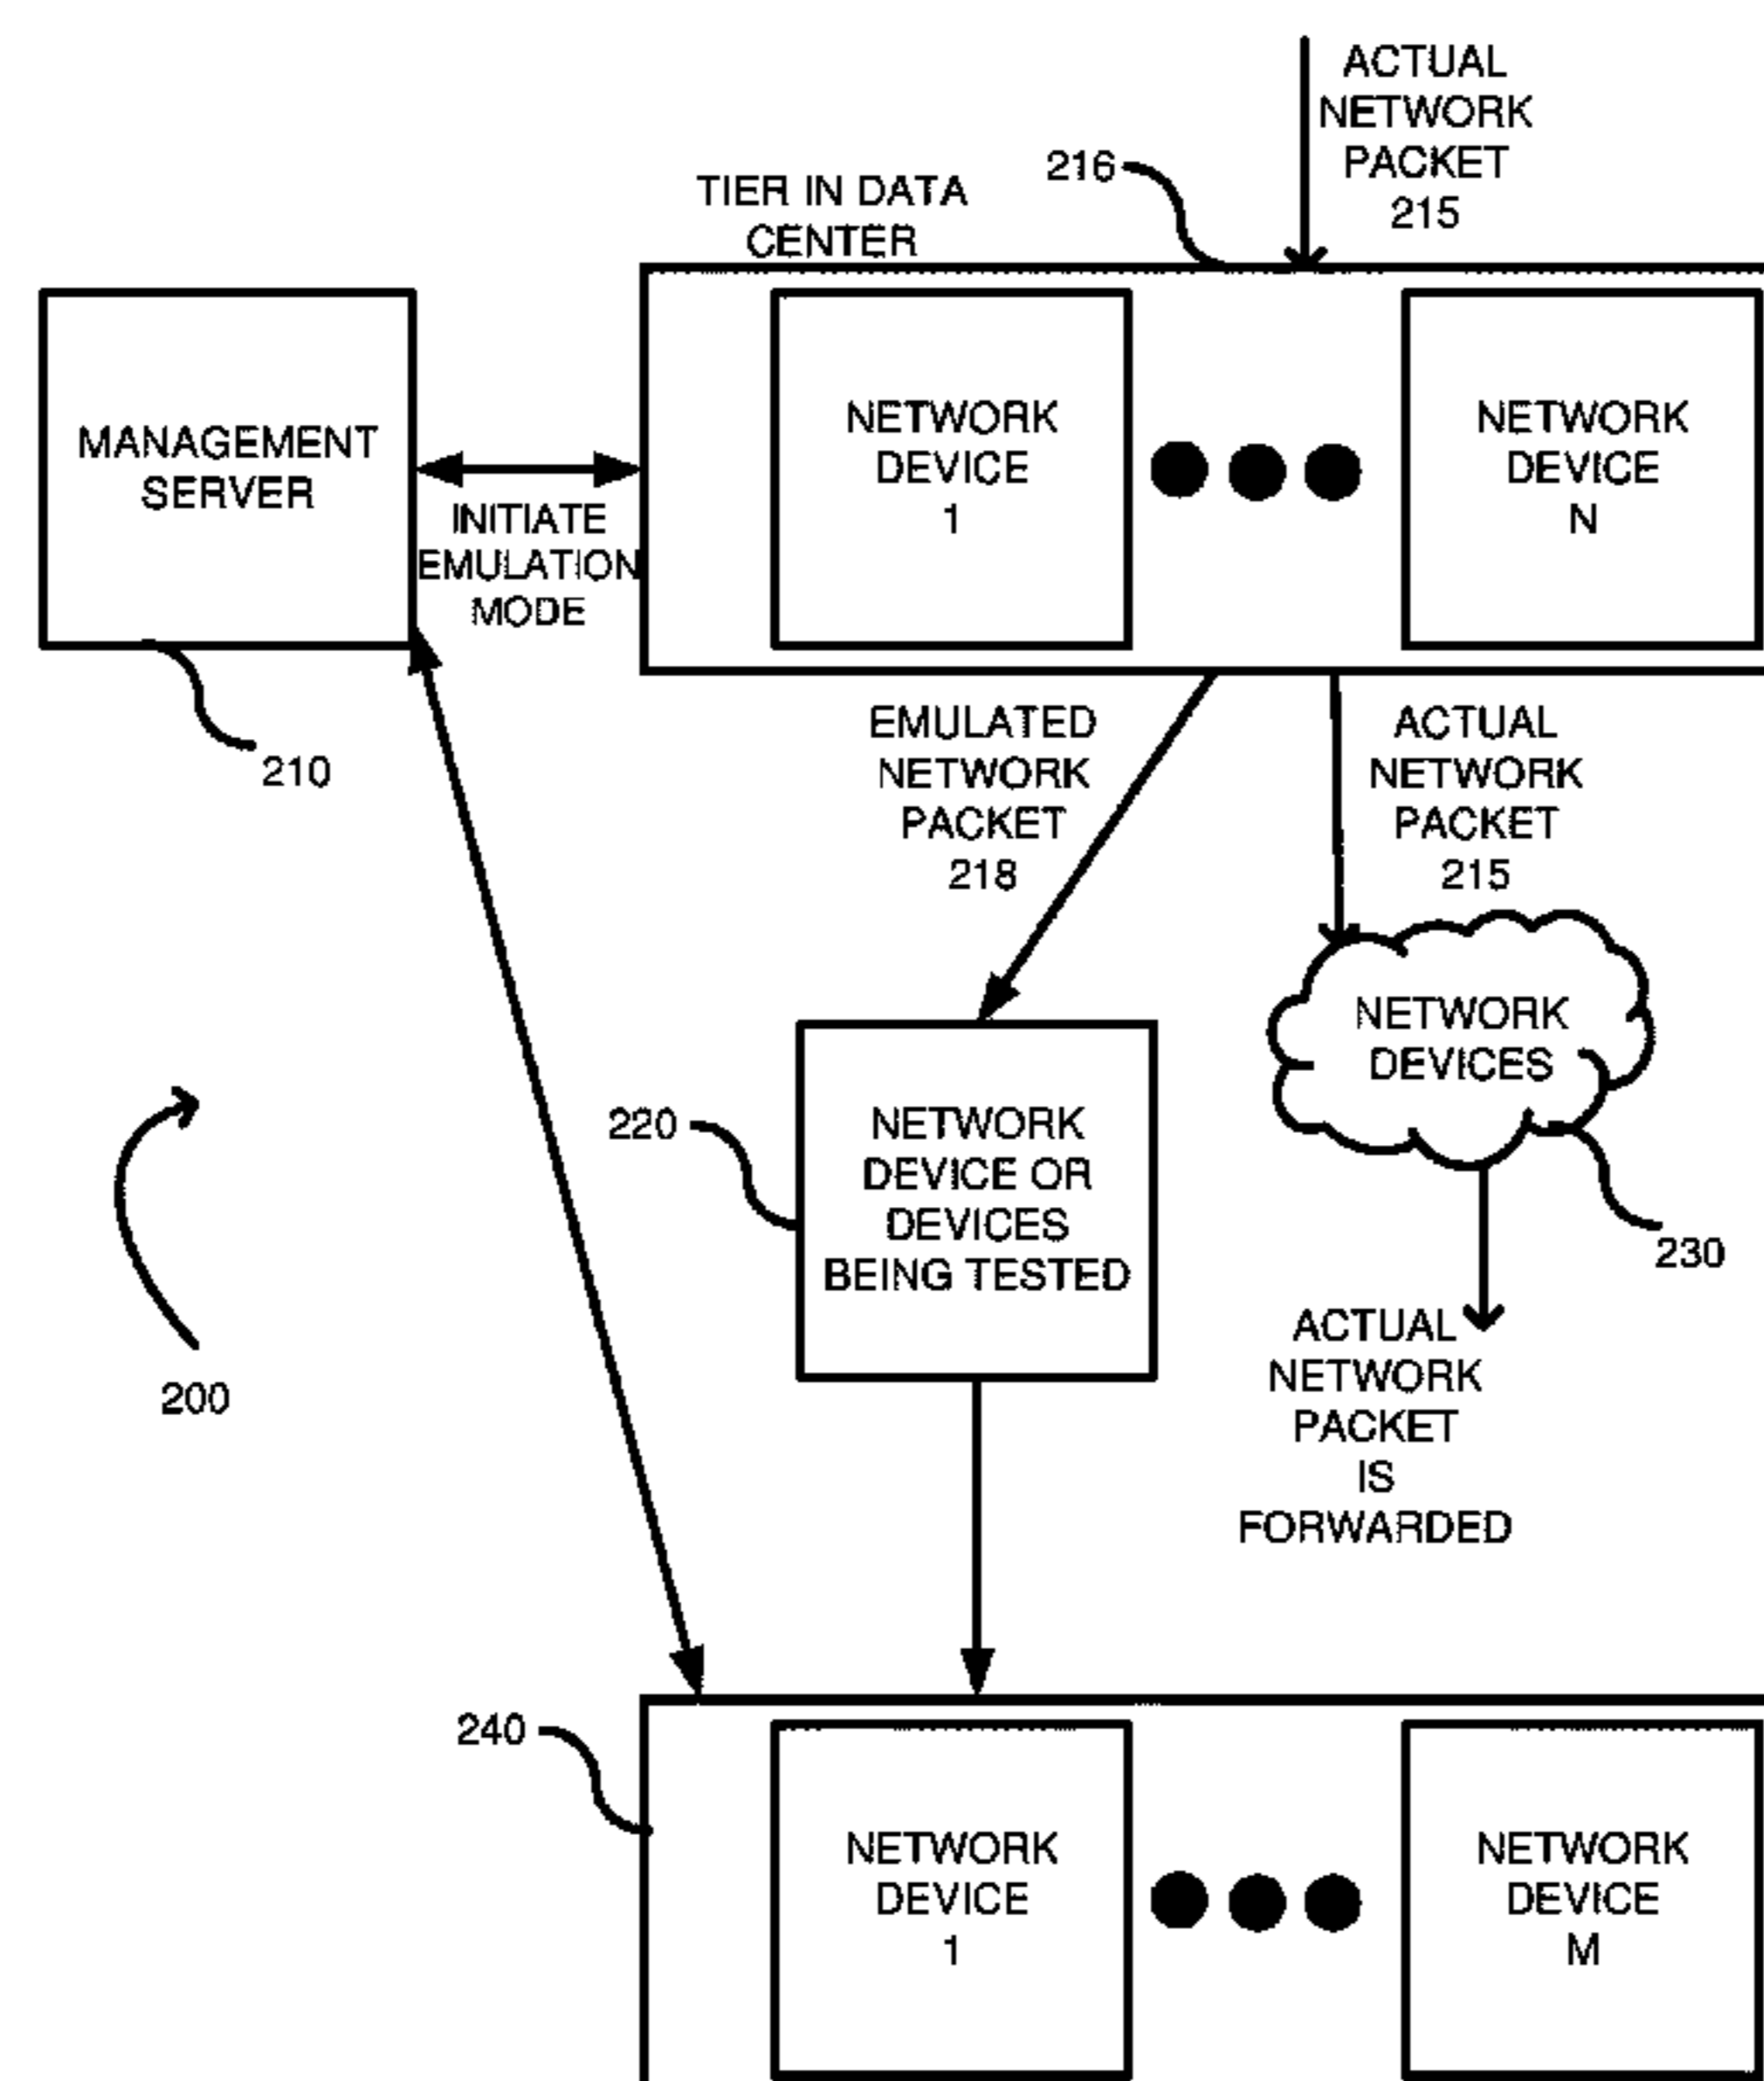 ACTUAL
NETWORK
PACKET
215
216
TIER IN DATA
CENTER
MANAGEMENT
SERVER
INITIATE
EMULATION
MODE
NETWORK
DEVICE
1
NETWORK
DEVICE
N
210
EMULATED
NETWORK
PACKET
218
ACTUAL
NETWORK
PACKET
215
NETWORK
DEVICES
220
NETWORK
DEVICE OR
DEVICES
BEING TESTED
230
200
ACTUAL
NETWORK
PACKET
IS
FORWARDED
240
NETWORK
DEVICE
1
NETWORK
DEVICE
M